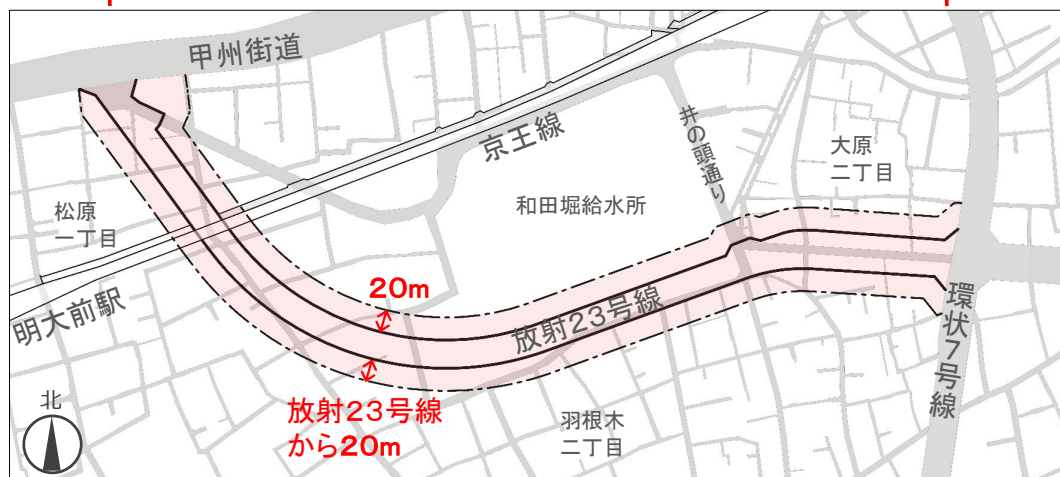 甲州街道
京王線
井の頭通り
大原
二丁目
松原
一丁目
和田堀給水所
明大前駅
20m
放射23号線
環状7号線
放射23号線
から20m
羽根木
二丁目
北